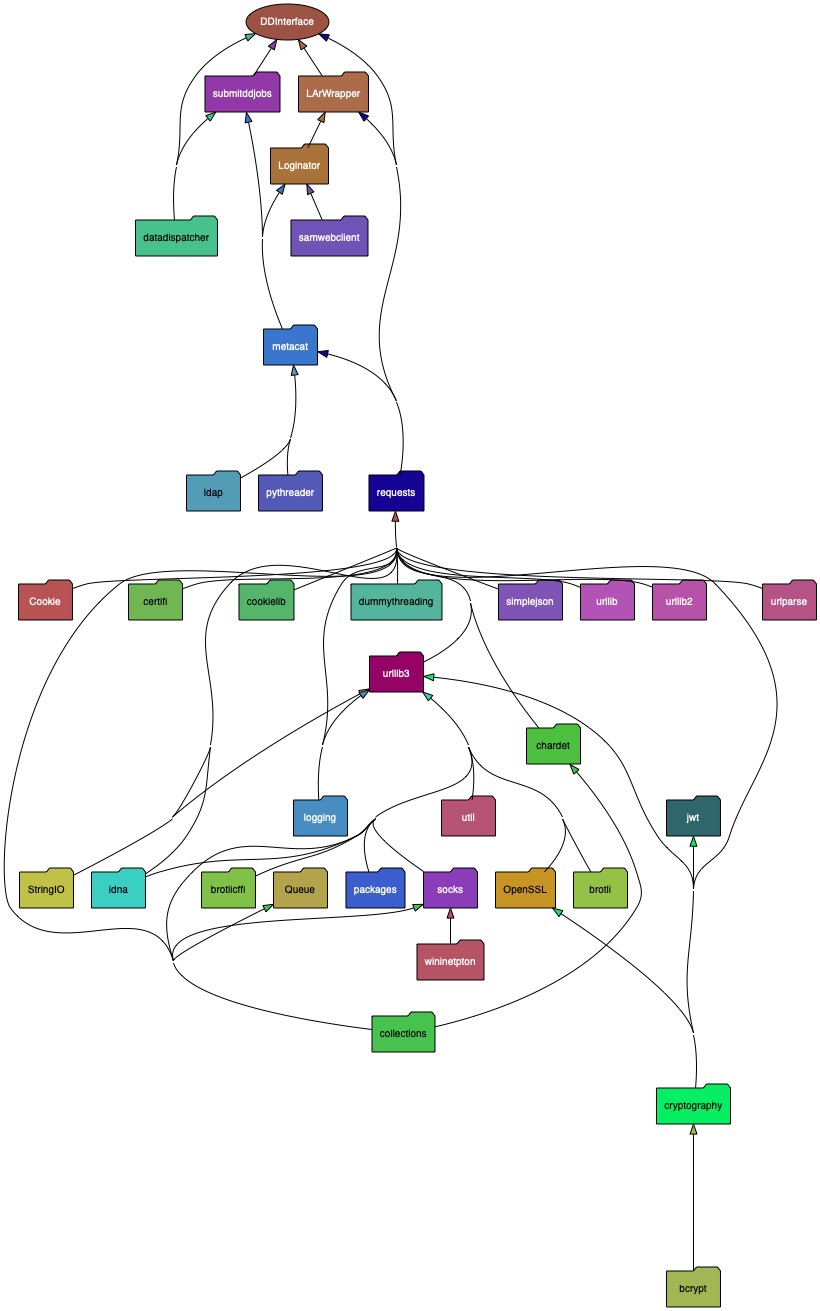 DDInterface
submitddjobs
LArWrapper
Loginator
datadispatcher
samwebclient
metacat
ldap
pythreader
requests
Cookie
certifi
cookielib
dummythreading
simplejson
urllib
urllib2
urlparse
urllib3
chardet
logging
util
jwt
StringIO
idna
brotlicffi
Queue
packages
socks
OpenSSL
brotli
wininetpton
collections
cryptography
bcrypt